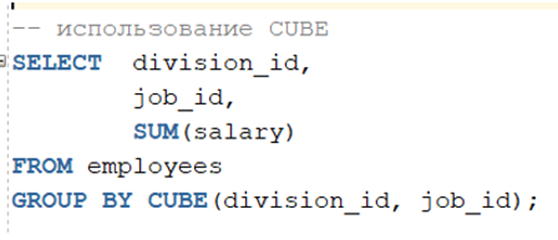 -- использование CUBE
SELECT division_id,
job_id,
SUM(salary)
FROM employees
GROUP BY CUBE(division_id, job_id);